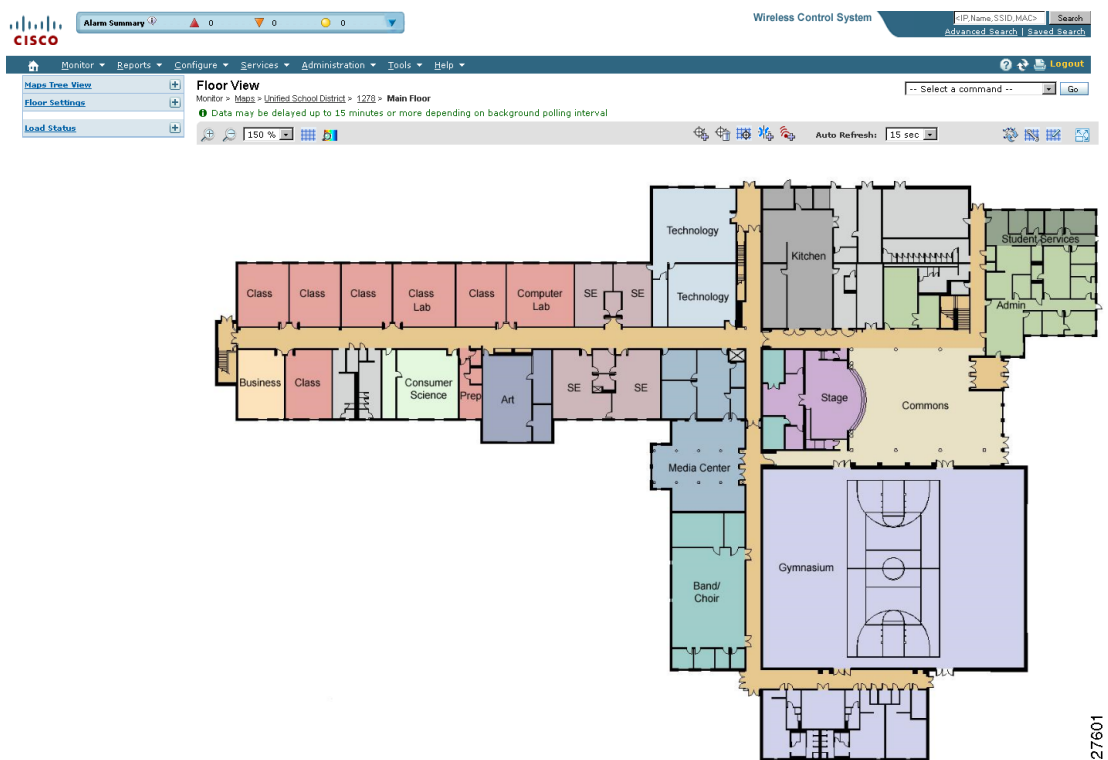 Alarm Summary 0 0 0
Wireless Control System
<IP,Name,SSID,MAC> Search
Advanced Search | Saved Search
CISCO
Monitor Reports Configure Services Administration Tools Help
Logout
Maps Tree View
Floor Settings
Load Status
Floor View
Monitor > Maps > Unified School District > 1278 > Main Floor
Data may be delayed up to 15 minutes or more depending on background polling interval
-- Select a command -- Go
150 %
Auto Refresh: 15 sec
Technology
Kitchen
Student Services
Class
Class
Class
Class
Lab
Class
Computer
Lab
SE
SE
Technology
Admin
Business
Class
Consumer
Science
Prep
Art
SE
SE
Stage
Commons
Media Center
Gymnasium
Band/
Choir
27601